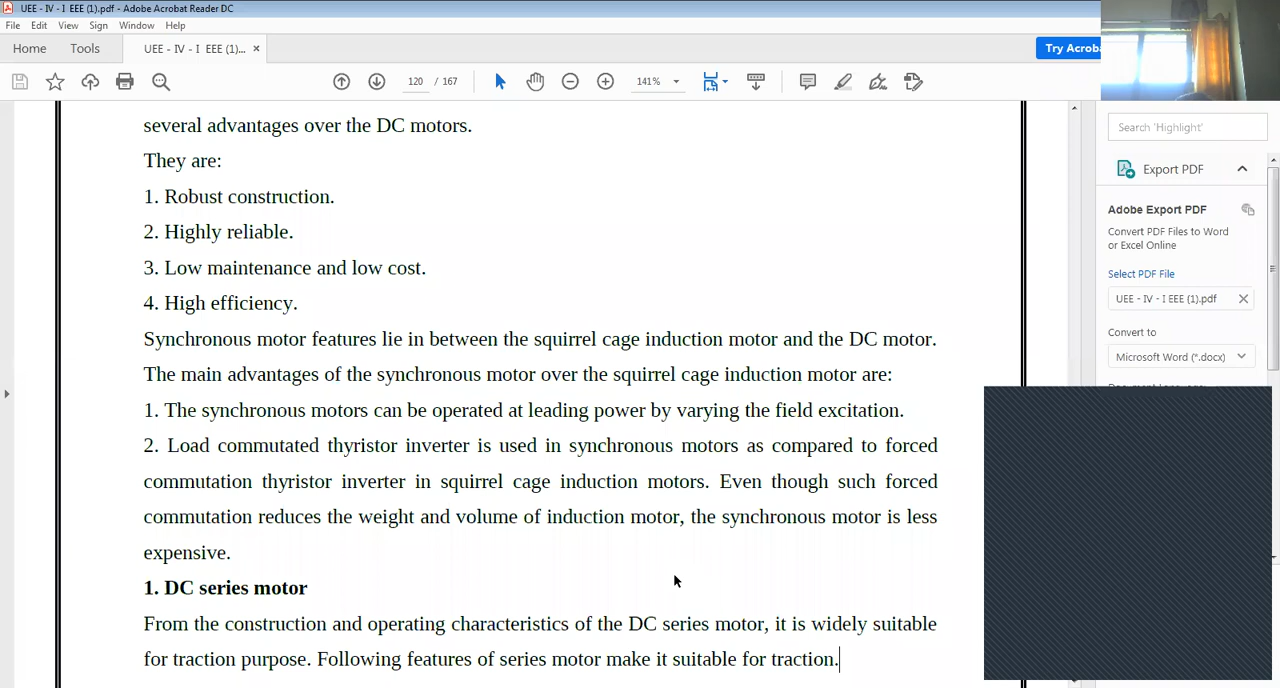 UEE - IV - I EEE (1).pdf - Adobe Acrobat Reader DC
File Edit View Sign Window Help
Home Tools UEE - IV - I EEE (1)... × Try Acroba
120 / 167 141%
several advantages over the DC motors.
They are:
1. Robust construction.
2. Highly reliable.
3. Low maintenance and low cost.
4. High efficiency.
Synchronous motor features lie in between the squirrel cage induction motor and the DC motor.
The main advantages of the synchronous motor over the squirrel cage induction motor are:
1. The synchronous motors can be operated at leading power by varying the field excitation.
2. Load commutated thyristor inverter is used in synchronous motors as compared to forced
commutation thyristor inverter in squirrel cage induction motors. Even though such forced
commutation reduces the weight and volume of induction motor, the synchronous motor is less
expensive.
1. DC series motor
From the construction and operating characteristics of the DC series motor, it is widely suitable
for traction purpose. Following features of series motor make it suitable for traction.
Search 'Highlight'
Export PDF
Adobe Export PDF
Convert PDF Files to Word
or Excel Online
Select PDF File
UEE - IV - I EEE (1).pdf
Convert to
Microsoft Word (*.docx)